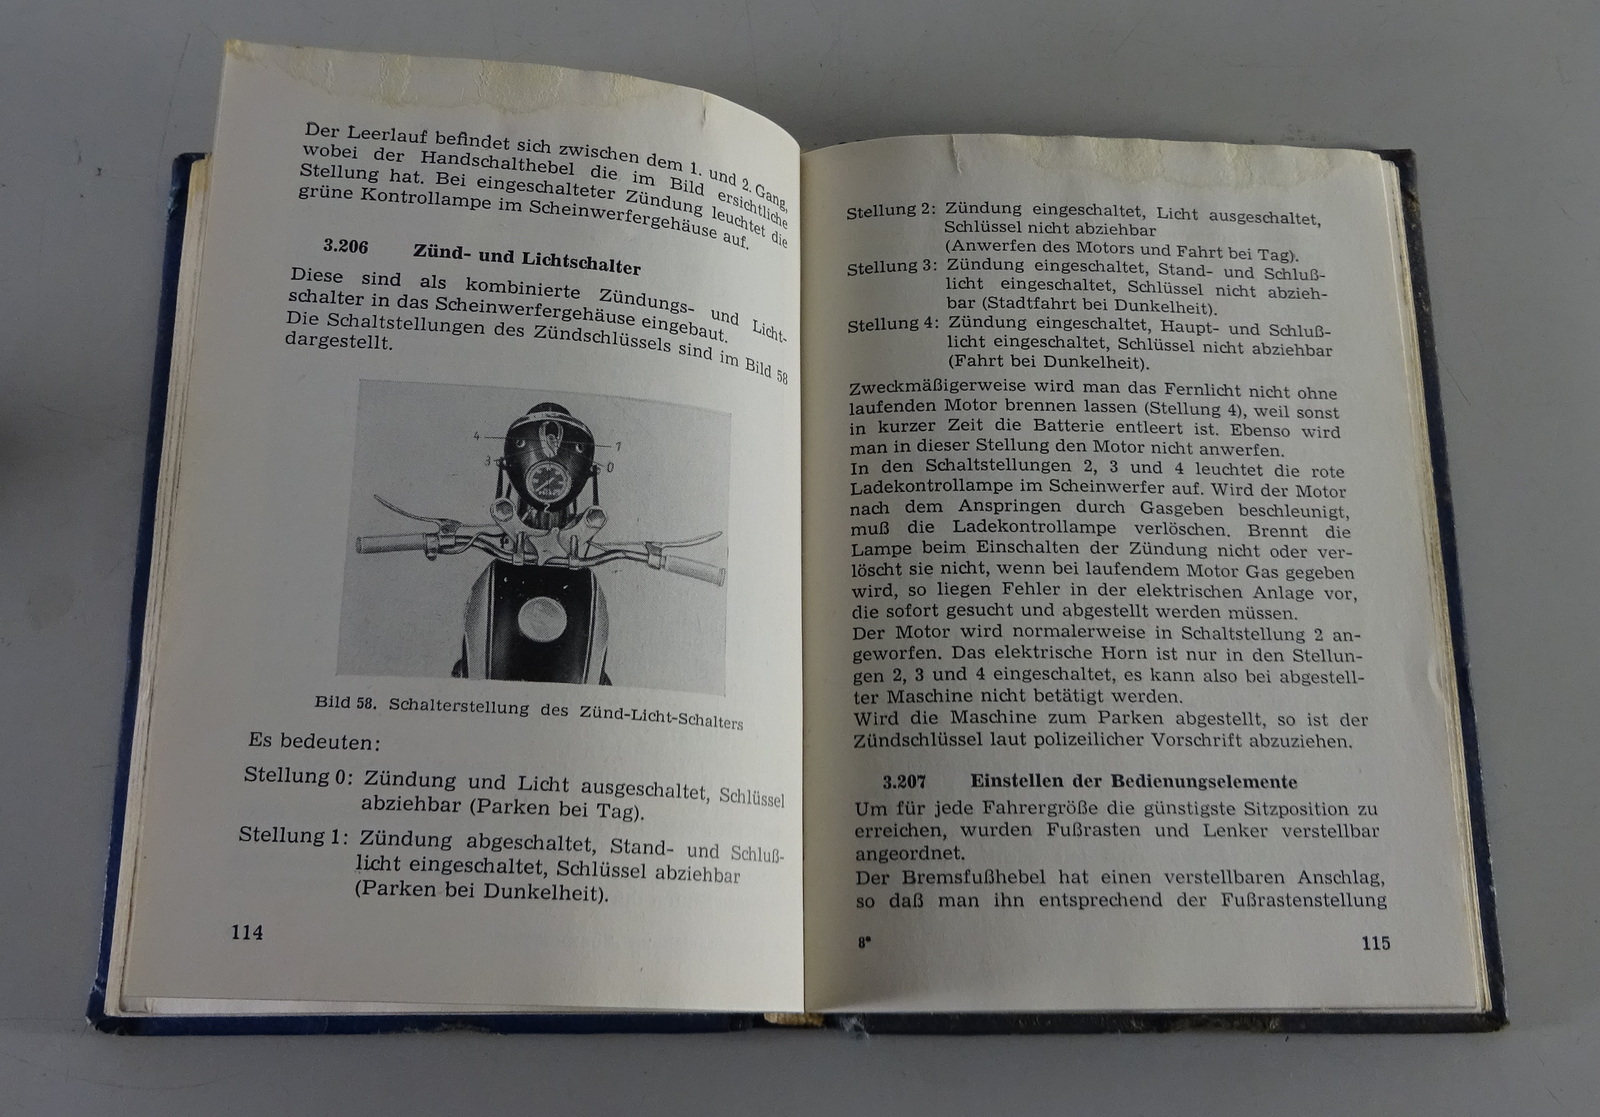 Der Leerlauf befindet sich zwischen dem 1. und 2. Gang,
wobei der Handschalthebel die im Bild ersichtliche
Stellung hat. Bei eingeschalteter Zündung leuchtet die
grüne Kontrollampe im Scheinwerfergehäuse auf.
3.206 Zünd- und Lichtschalter
Diese sind als kombinierte Zündungs- und Licht-
schalter in das Scheinwerfergehäuse eingebaut.
Die Schaltstellungen des Zündschlüssels sind im Bild 58
dargestellt.
4 1
3 0
2
Bild 58. Schalterstellung des Zünd-Licht-Schalters
Es bedeuten:
Stellung 0: Zündung und Licht ausgeschaltet, Schlüssel
abziehbar (Parken bei Tag).
Stellung 1: Zündung abgeschaltet, Stand- und Schluß-
licht eingeschaltet, Schlüssel abziehbar
(Parken bei Dunkelheit).
114
Stellung 2: Zündung eingeschaltet, Licht ausgeschaltet,
Schlüssel nicht abziehbar
(Anwerfen des Motors und Fahrt bei Tag).
Stellung 3: Zündung eingeschaltet, Stand- und Schluß-
licht eingeschaltet, Schlüssel nicht abzieh-
bar (Stadtfahrt bei Dunkelheit).
Stellung 4: Zündung eingeschaltet, Haupt- und Schluß-
licht eingeschaltet, Schlüssel nicht abziehbar
(Fahrt bei Dunkelheit).
Zweckmäßigerweise wird man das Fernlicht nicht ohne
laufenden Motor brennen lassen (Stellung 4), weil sonst
in kurzer Zeit die Batterie entleert ist. Ebenso wird
man in dieser Stellung den Motor nicht anwerfen.
In den Schaltstellungen 2, 3 und 4 leuchtet die rote
Ladekontrollampe im Scheinwerfer auf. Wird der Motor
nach dem Anspringen durch Gasgeben beschleunigt,
muß die Ladekontrollampe verlöschen. Brennt die
Lampe beim Einschalten der Zündung nicht oder ver-
löscht sie nicht, wenn bei laufendem Motor Gas gegeben
wird, so liegen Fehler in der elektrischen Anlage vor,
die sofort gesucht und abgestellt werden müssen.
Der Motor wird normalerweise in Schaltstellung 2 an-
geworfen. Das elektrische Horn ist nur in den Stellun-
gen 2, 3 und 4 eingeschaltet, es kann also bei abgestell-
ter Maschine nicht betätigt werden.
Wird die Maschine zum Parken abgestellt, so ist der
Zündschlüssel laut polizeilicher Vorschrift abzuziehen.
3.207 Einstellen der Bedienungselemente
Um für jede Fahrergröße die günstigste Sitzposition zu
erreichen, wurden Fußrasten und Lenker verstellbar
angeordnet.
Der Bremsfußhebel hat einen verstellbaren Anschlag,
so daß man ihn entsprechend der Fußrastenstellung
8* 115